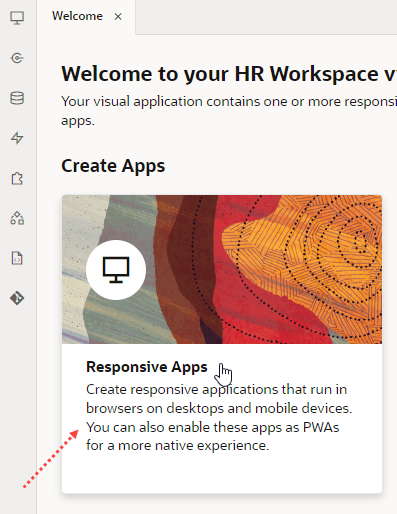 Welcome ×
Welcome to your HR Workspace v
Your visual application contains one or more responsi
apps.
Create Apps
Responsive Apps
Create responsive applications that run in
browsers on desktops and mobile devices.
You can also enable these apps as PWAs
for a more native experience.